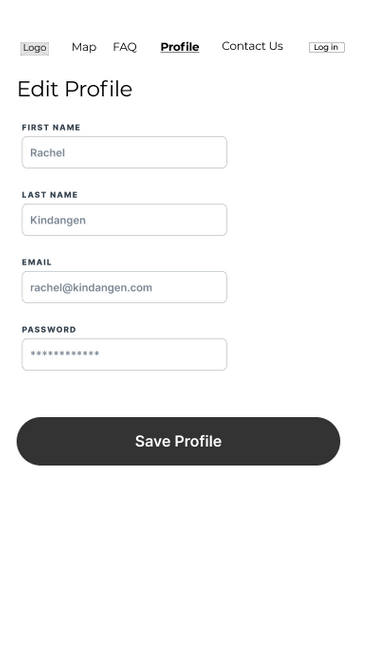 Logo Map FAQ Profile Contact Us Log in
Edit Profile
FIRST NAME
Rachel
LAST NAME
Kindangen
EMAIL
rachel@kindangen.com
PASSWORD
************
Save Profile